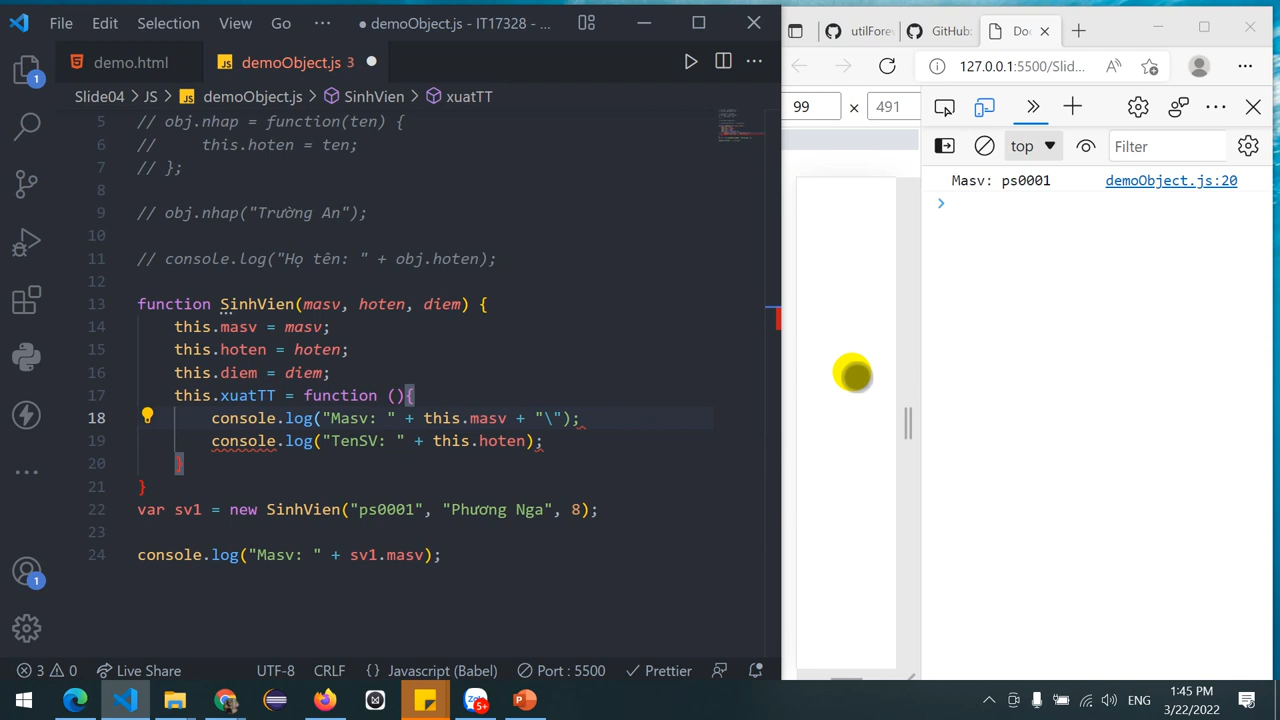 File Edit Selection View Go ··· ● demoObject.js - IT17328 - ...
demo.html
demoObject.js 3 ●
Slide04 > JS > demoObject.js > SinhVien > xuatTT
5 // obj.nhap = function(ten) {
6 //     this.hoten = ten;
7 // };
8
9 // obj.nhap("Trường An");
10
11 // console.log("Họ tên: " + obj.hoten);
12
13 function SinhVien(masv, hoten, diem) {
14     this.masv = masv;
15     this.hoten = hoten;
16     this.diem = diem;
17     this.xuatTT = function (){
18         console.log("Masv: " + this.masv + "\");
19         console.log("TenSV: " + this.hoten);
20     }
21 }
22 var sv1 = new SinhVien("ps0001", "Phương Nga", 8);
23
24 console.log("Masv: " + sv1.masv);
3 0 Live Share UTF-8 CRLF {} Javascript (Babel) Port : 5500 Prettier
1
1
utilForev
GitHub:
Doc
127.0.0.1:5500/Slid...
99 × 491
top
Filter
Masv: ps0001 demoObject.js:20
5+
ENG
1:45 PM
3/22/2022